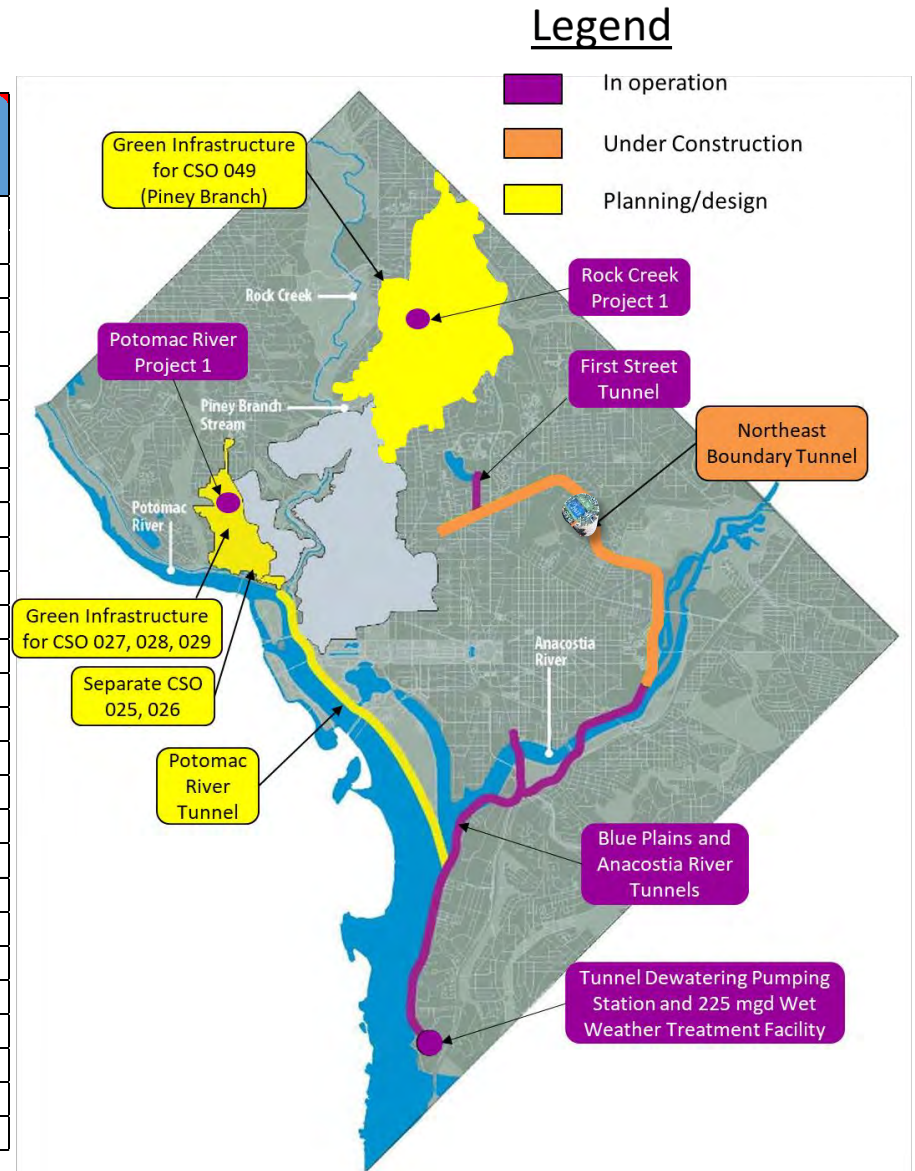 Legend
In operation
Under Construction
Planning/design
Green Infrastructure
for CSO 049
(Piney Branch)
Rock Creek
Rock Creek
Project 1
Potomac River
Project 1
First Street
Tunnel
Piney Branch
Stream
Northeast
Boundary Tunnel
Potomac
River
Green Infrastructure
for CSO 027, 028, 029
Anacostia
River
Separate CSO
025, 026
Potomac
River
Tunnel
Blue Plains and
Anacostia River
Tunnels
Tunnel Dewatering Pumping
Station and 225 mgd Wet
Weather Treatment Facility